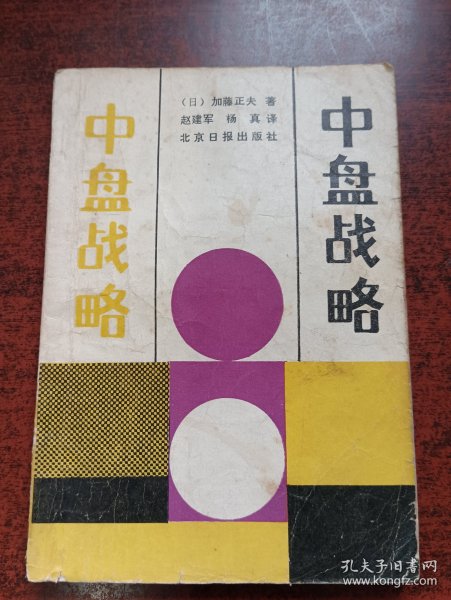 中盘战略
（日）加藤正夫 著
赵建军 杨真译
北京日报出版社
中盘战略
孔夫子旧书网
www.kongfz.com